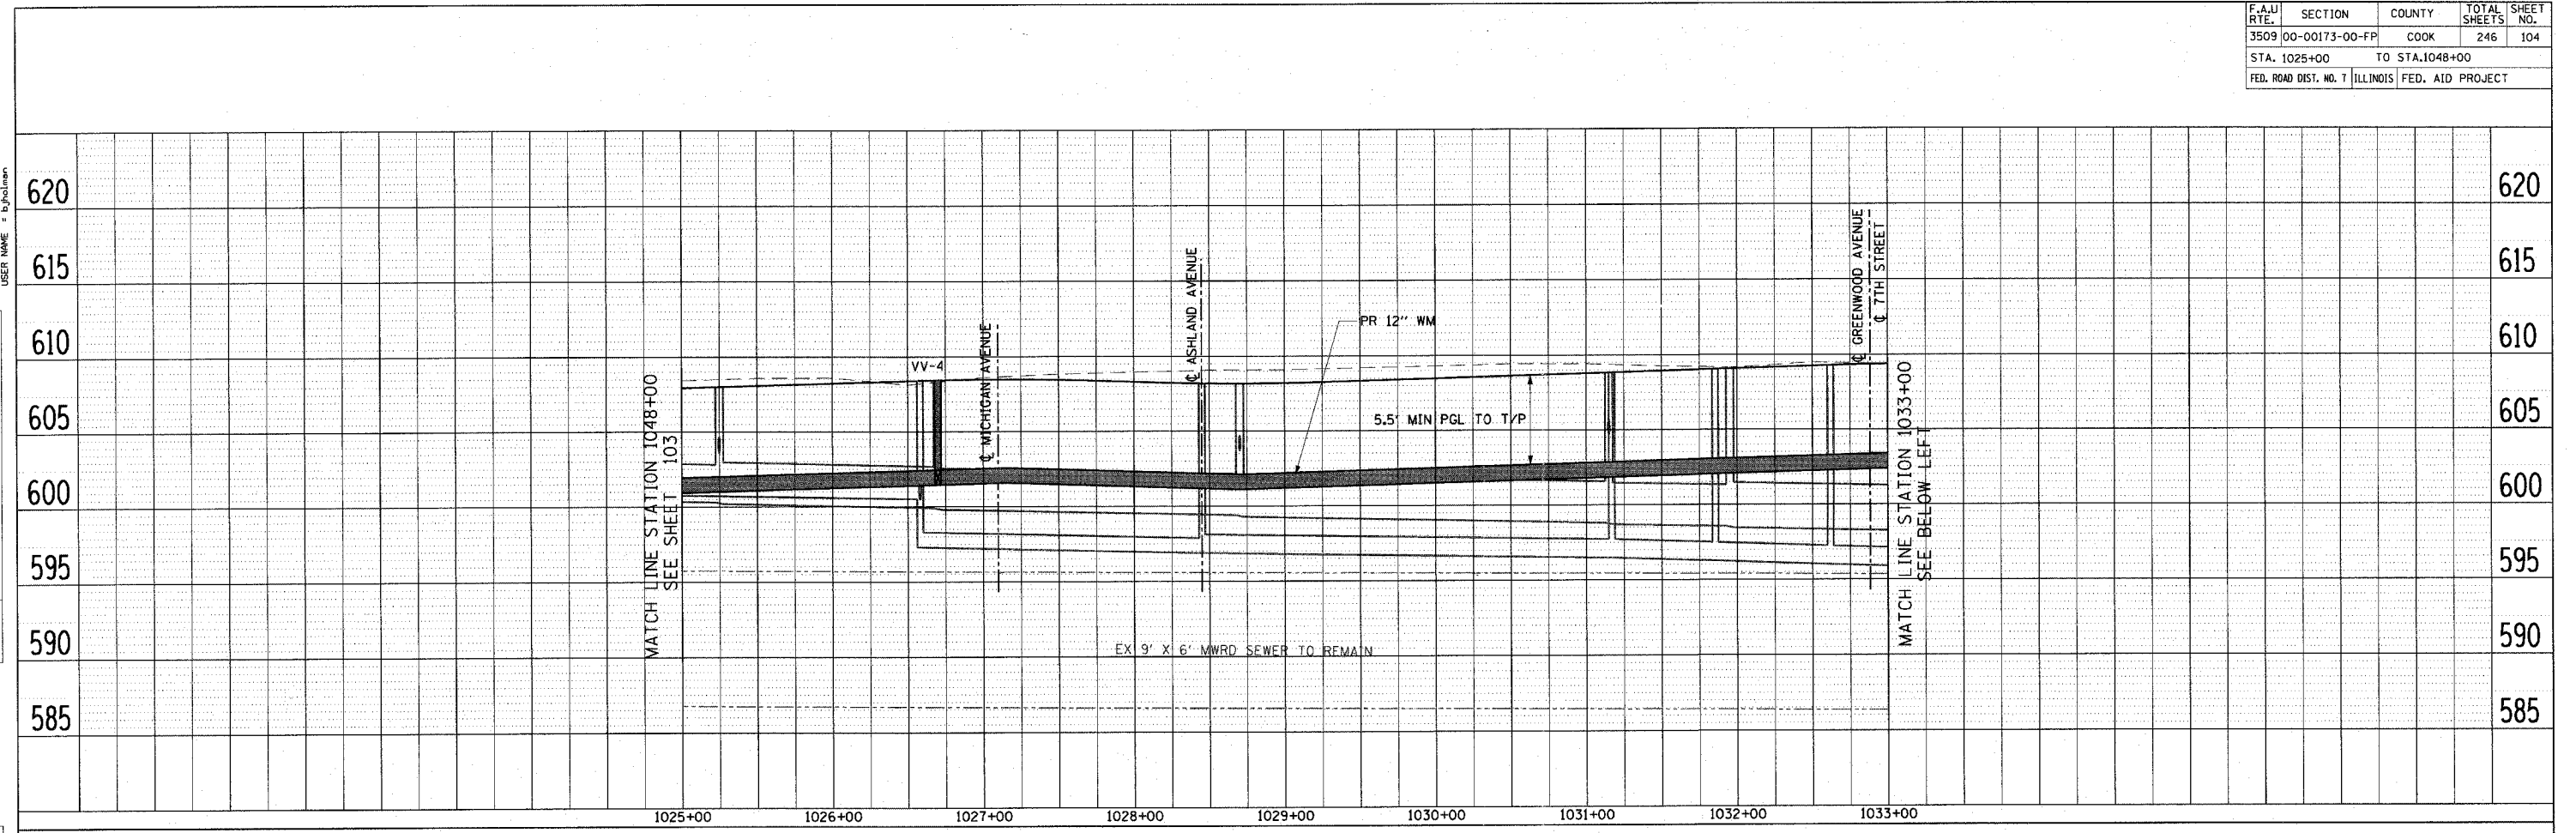 F.A.U RTE. SECTION COUNTY TOTAL SHEETS SHEET NO.
3509 00-00173-00-FP COOK 246 104
STA. 1025+00 TO STA.1048+00
FED. ROAD DIST. NO. 7 ILLINOIS FED. AID PROJECT
USER NAME = bjholman
620 620
615 615
610 610
605 605
600 600
595 595
590 590
585 585
MATCH LINE STATION 1048+00
SEE SHEET 103
VV-4
℄ MICHIGAN AVENUE
℄ ASHLAND AVENUE
PR 12" WM
5.5' MIN PGL TO T/P
℄ GREENWOOD AVENUE
℄ 7TH STREET
MATCH LINE STATION 1033+00
SEE BELOW LEFT
EX 9' X 6' MWRD SEWER TO REMAIN
1025+00 1026+00 1027+00 1028+00 1029+00 1030+00 1031+00 1032+00 1033+00